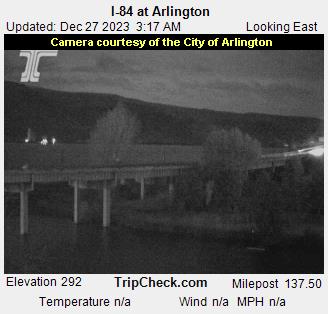 I-84 at Arlington
Updated: Dec 27 2023 3:17 AM Looking East
Camera courtesy of the City of Arlington
Elevation 292 TripCheck.com Milepost 137.50
Temperature n/a Wind n/a MPH n/a